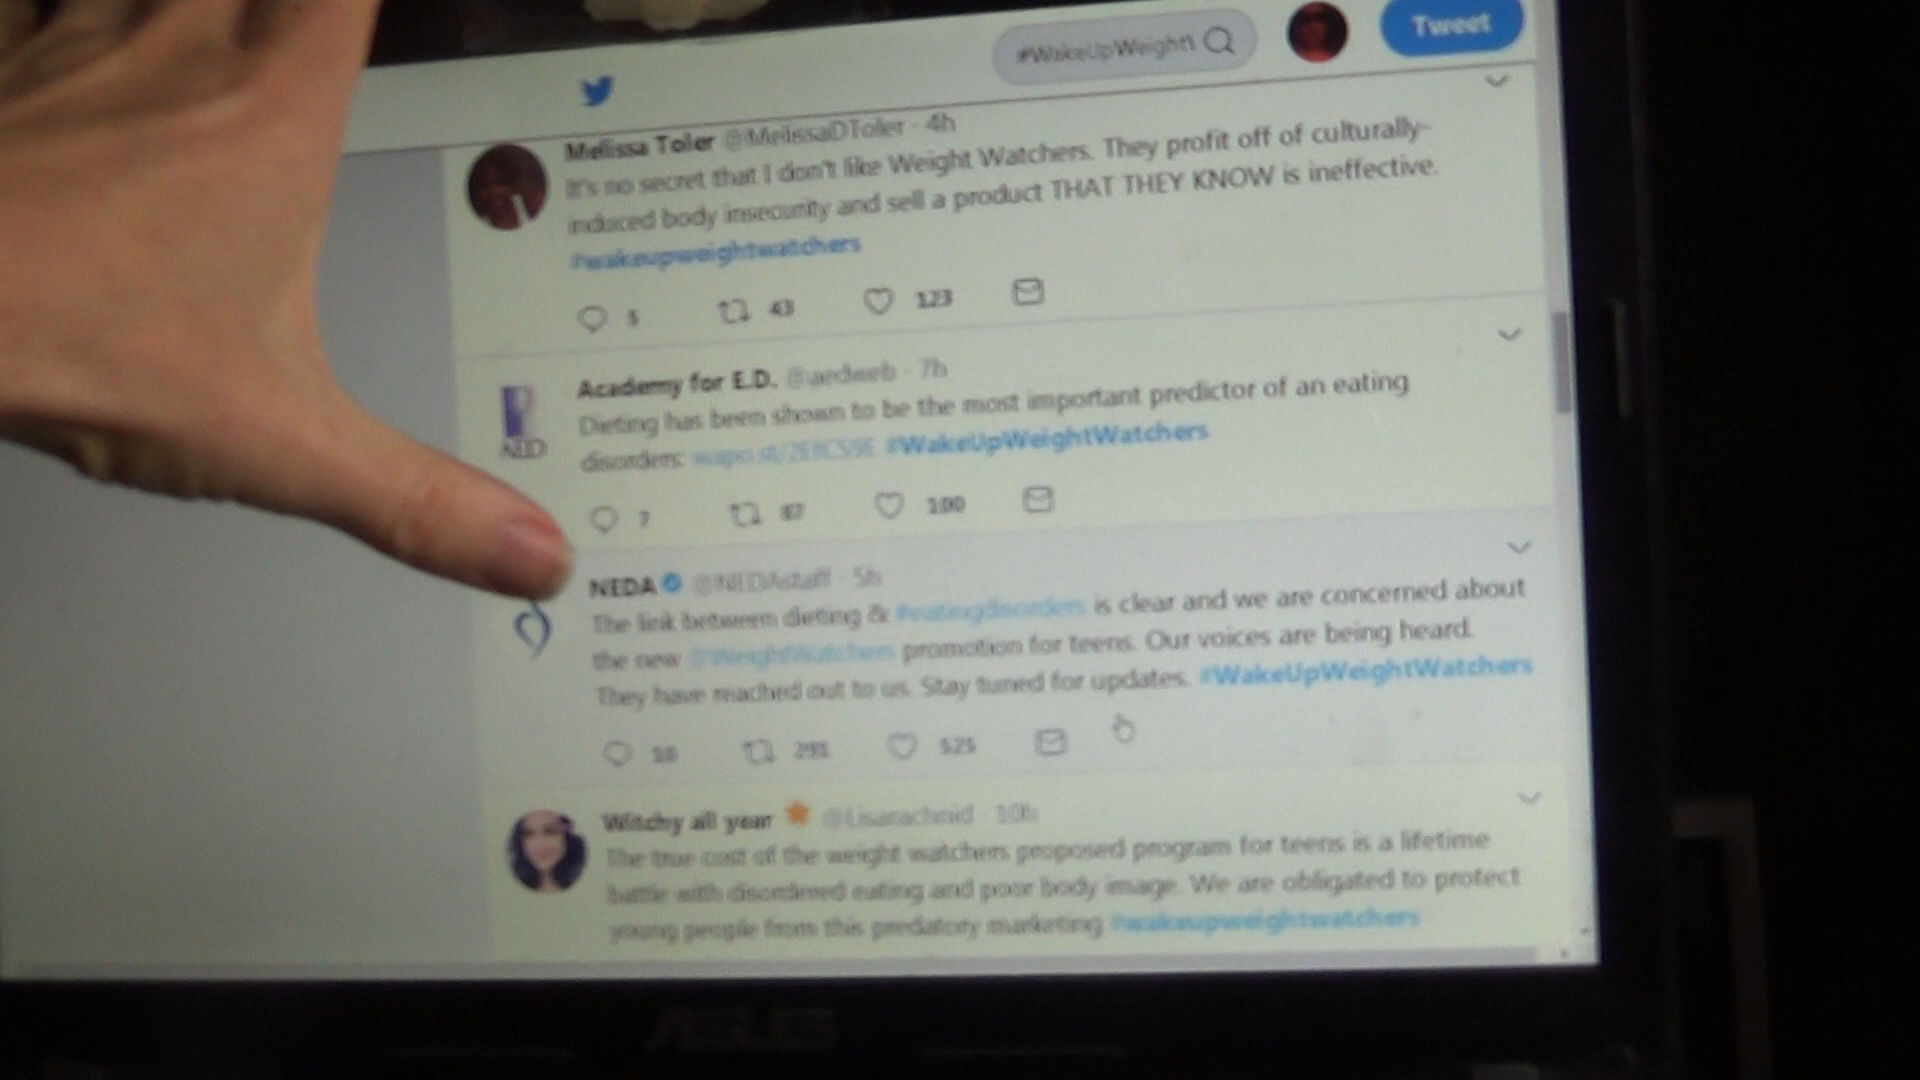 #WakeUpWeight
Tweet
Melissa Toler @MelissaDToler · 4h
It's no secret that I don't like Weight Watchers. They profit off of culturally-
induced body insecurity and sell a product THAT THEY KNOW is ineffective.
#wakeupweightwatchers
5 43 123
Academy for E.D. @aedweb · 7h
Dieting has been shown to be the most important predictor of an eating
disorders: #WakeUpWeightWatchers
AED
7 87 100
NEDA @NEDAstaff · 5h
The link between dieting & #eatingdisorders is clear and we are concerned about
the new @WeightWatchers promotion for teens. Our voices are being heard.
They have reached out to us. Stay tuned for updates. #WakeUpWeightWatchers
Witchy all year @Lisarachnid · 10h
The true cost of the weight watchers proposed program for teens is a lifetime
battle with disordered eating and poor body image. We are obligated to protect
young people from this predatory marketing #wakeupweightwatchers
ASUS